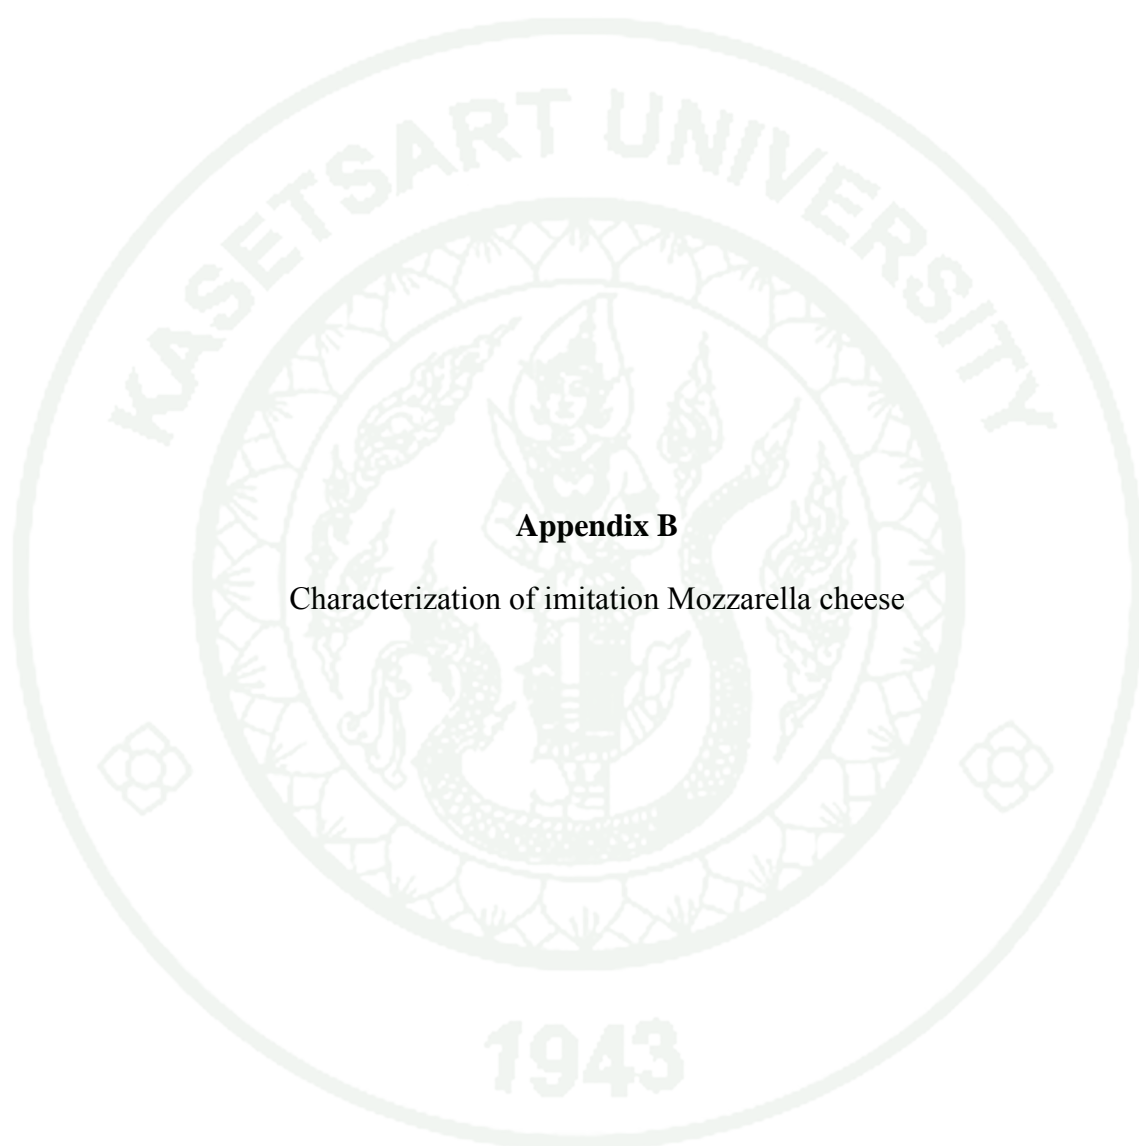 KASETSART UNIVERSITY
Appendix B
Characterization of imitation Mozzarella cheese
1943